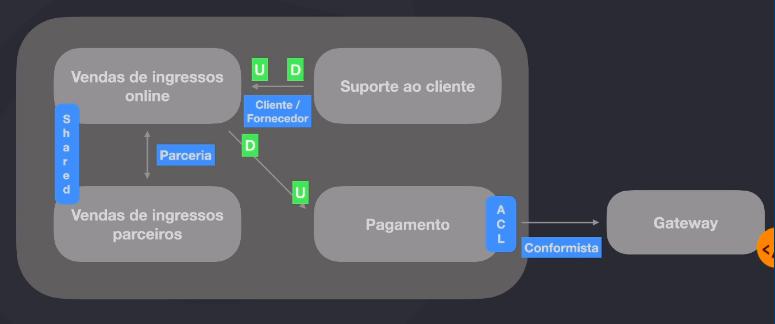 Vendas de ingressos
online
U
D
Suporte ao cliente
Cliente /
Fornecedor
Shared
Parceria
D
U
Vendas de ingressos
parceiros
Pagamento
ACL
Conformista
Gateway